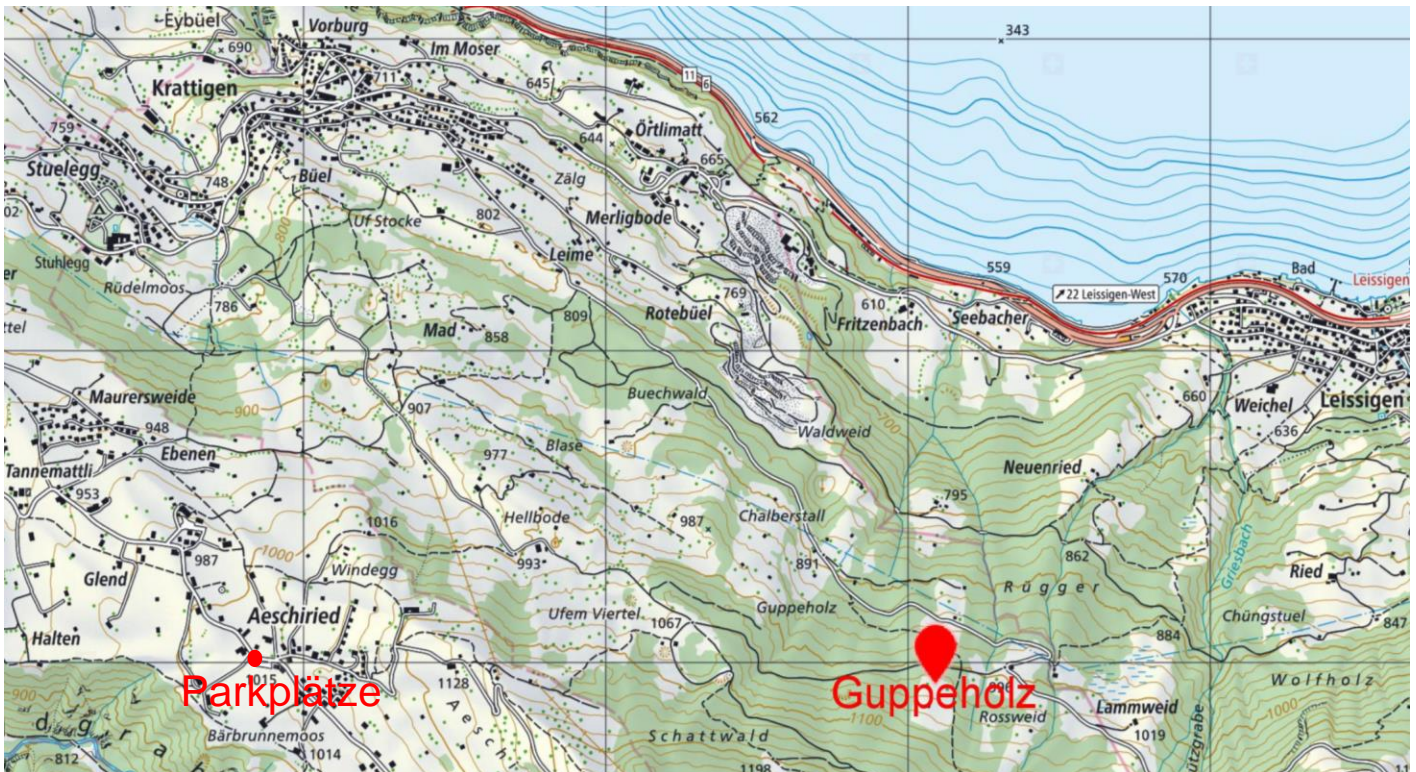 Eybüel
Vorburg
343
690
Im Moser
11
6
Krattigen
711
645
562
759
644
Örtlimatt
665
Stuelegg
748
Büel
Zälg
802
Merligbode
Uf Stocke
800
Leime
559
570
Bad
Stuhlegg
Leissigen
Rüdelmoos
22 Leissigen-West
786
769
610
Mad
858
809
Rotebüel
Fritzenbach
Seebacher
Maurersweide
900
907
Buechwald
660
Weichel
Leissigen
948
700
636
Ebenen
Blase
Waldweid
Tannemattli
977
Neuenried
953
795
1016
Hellbode
987
Chalberstall
987
1000
993
862
Griesbach
Windegg
891
Glend
Rügger
Ried
Aeschiried
Ufem Viertel
Guppeholz
Chüngstuel
1067
884
847
Halten
1015
1128
Wolfholz
Parkplätze
Guppeholz
900
Rossweid
Lammweid
1000
Bärbrunnemoos
1100
Schattwald
1019
1014
812
1198